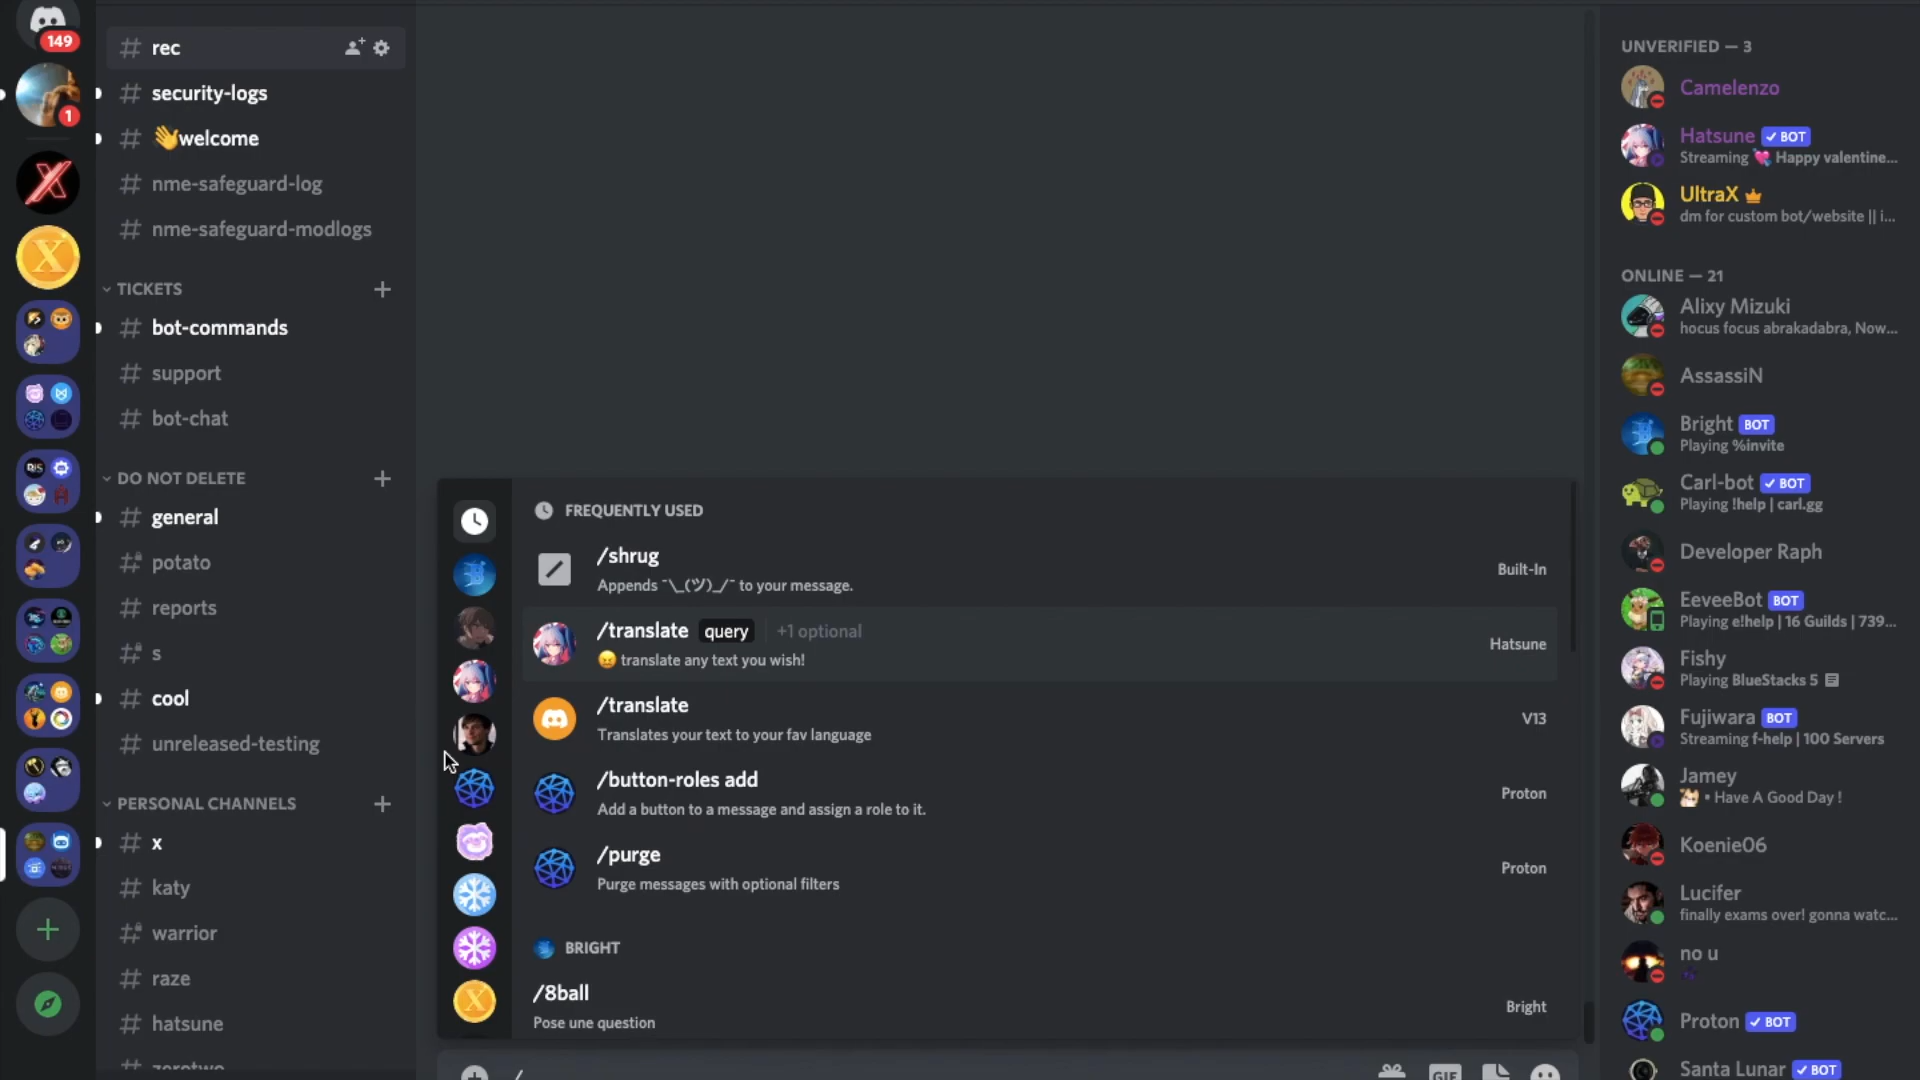 149
1
rec
security-logs
👋welcome
nme-safeguard-log
nme-safeguard-modlogs
TICKETS
bot-commands
support
bot-chat
DO NOT DELETE
general
potato
reports
s
cool
unreleased-testing
PERSONAL CHANNELS
x
katy
warrior
raze
hatsune
FREQUENTLY USED
/shrug
Appends ¯\_(ツ)_/¯ to your message.
Built-In
/translate query +1 optional
😝 translate any text you wish!
Hatsune
/translate
Translates your text to your fav language
V13
/button-roles add
Add a button to a message and assign a role to it.
Proton
/purge
Purge messages with optional filters
Proton
BRIGHT
/8ball
Pose une question
Bright
/
GIF
UNVERIFIED — 3
Camelenzo
Hatsune ✓ BOT
Streaming 💘 Happy valentine...
UltraX
dm for custom bot/website || i...
ONLINE — 21
Alixy Mizuki
hocus focus abrakadabra, Now...
AssassiN
Bright BOT
Playing %invite
Carl-bot ✓ BOT
Playing !help | carl.gg
Developer Raph
EeveeBot BOT
Playing e!help | 16 Guilds | 739...
Fishy
Playing BlueStacks 5
Fujiwara BOT
Streaming f-help | 100 Servers
Jamey
• Have A Good Day !
Koenie06
Lucifer
finally exams over! gonna watc...
no u
Proton ✓ BOT
Santa Lunar ✓ BOT